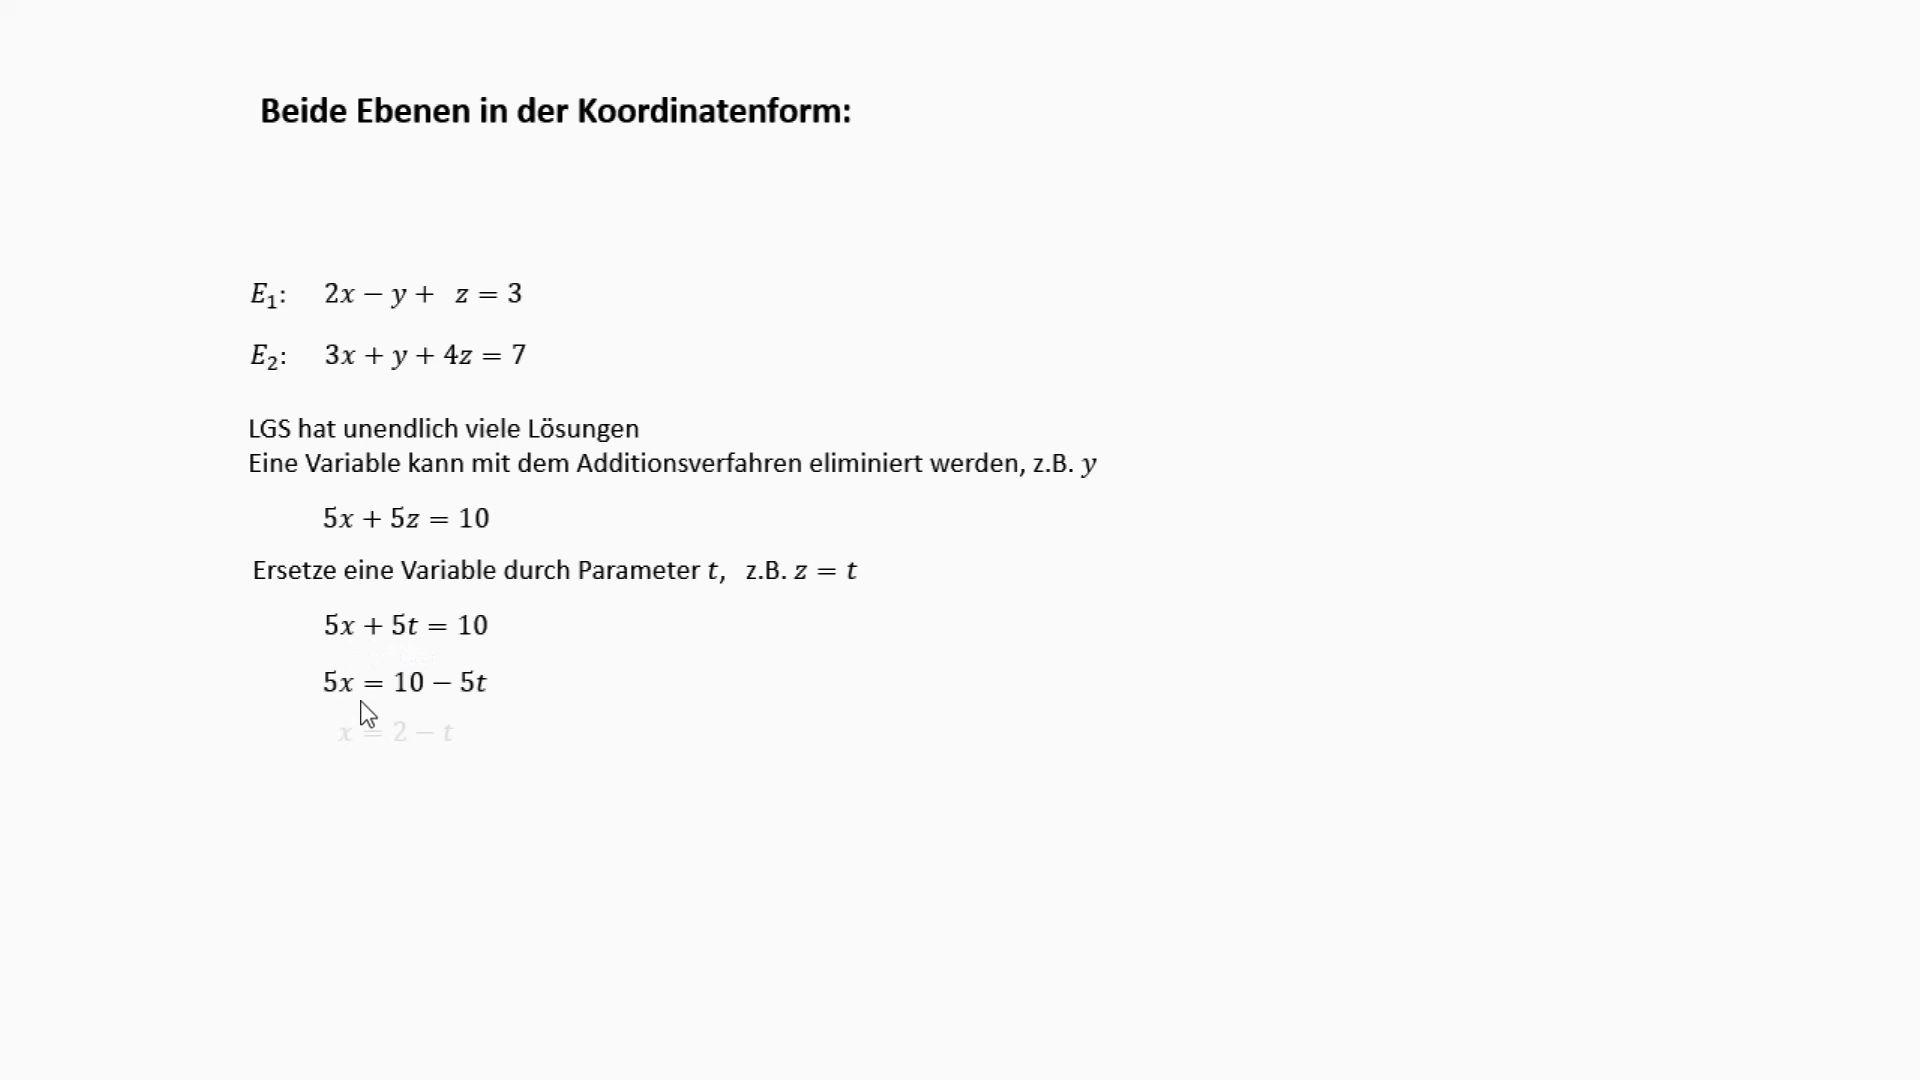 Beide Ebenen in der Koordinatenform:
E₁: 2x − y + z = 3
E₂: 3x + y + 4z = 7
LGS hat unendlich viele Lösungen
Eine Variable kann mit dem Additionsverfahren eliminiert werden, z.B. y
5x + 5z = 10
Ersetze eine Variable durch Parameter t, z.B. z = t
5x + 5t = 10
5x = 10 − 5t
x = 2 − t